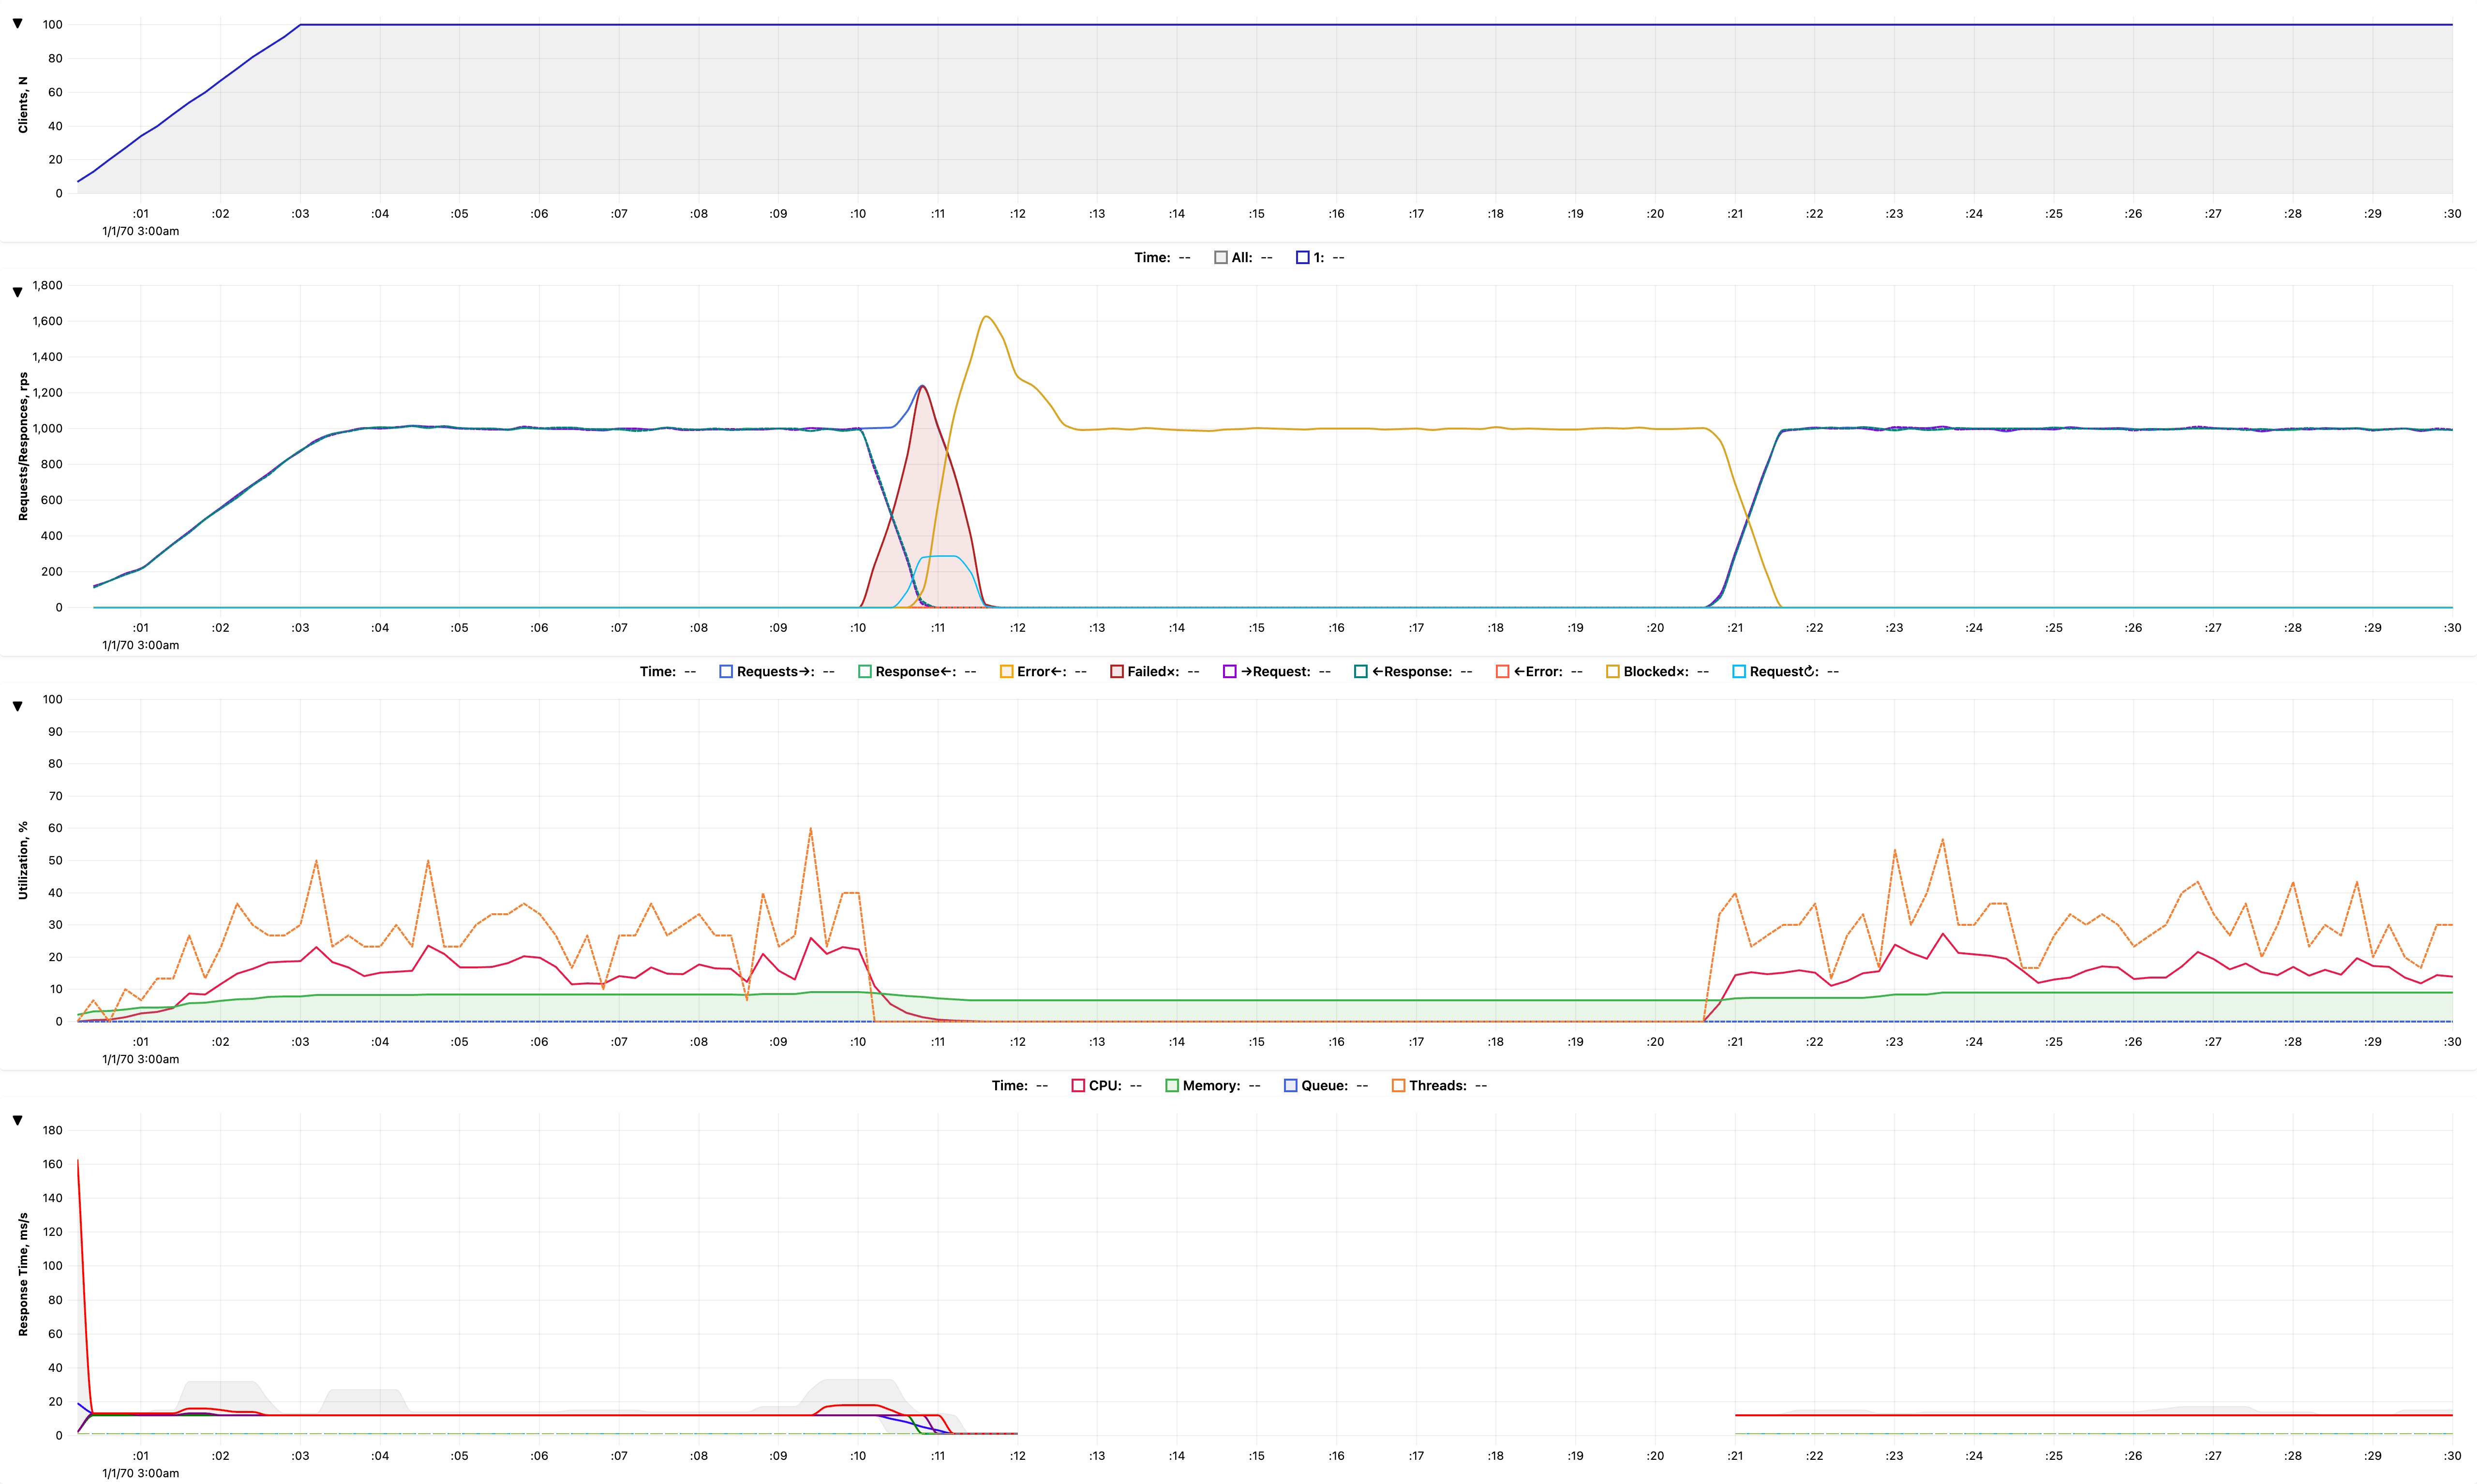 ▼
Clients, N
100
80
60
40
20
0
:01 :02 :03 :04 :05 :06 :07 :08 :09 :10 :11 :12 :13 :14 :15 :16 :17 :18 :19 :20 :21 :22 :23 :24 :25 :26 :27 :28 :29 :30
1/1/70 3:00am
Time: -- All: -- 1: --
▼
Requests/Responces, rps
1,800
1,600
1,400
1,200
1,000
800
600
400
200
0
:01 :02 :03 :04 :05 :06 :07 :08 :09 :10 :11 :12 :13 :14 :15 :16 :17 :18 :19 :20 :21 :22 :23 :24 :25 :26 :27 :28 :29 :30
1/1/70 3:00am
Time: -- Requests→: -- Response←: -- Error←: -- Failed×: -- →Request: -- ←Response: -- ←Error: -- Blocked×: -- Request↻: --
▼
Utilization, %
100
90
80
70
60
50
40
30
20
10
0
:01 :02 :03 :04 :05 :06 :07 :08 :09 :10 :11 :12 :13 :14 :15 :16 :17 :18 :19 :20 :21 :22 :23 :24 :25 :26 :27 :28 :29 :30
1/1/70 3:00am
Time: -- CPU: -- Memory: -- Queue: -- Threads: --
▼
Response Time, ms/s
180
160
140
120
100
80
60
40
20
0
:01 :02 :03 :04 :05 :06 :07 :08 :09 :10 :11 :12 :13 :14 :15 :16 :17 :18 :19 :20 :21 :22 :23 :24 :25 :26 :27 :28 :29 :30
1/1/70 3:00am